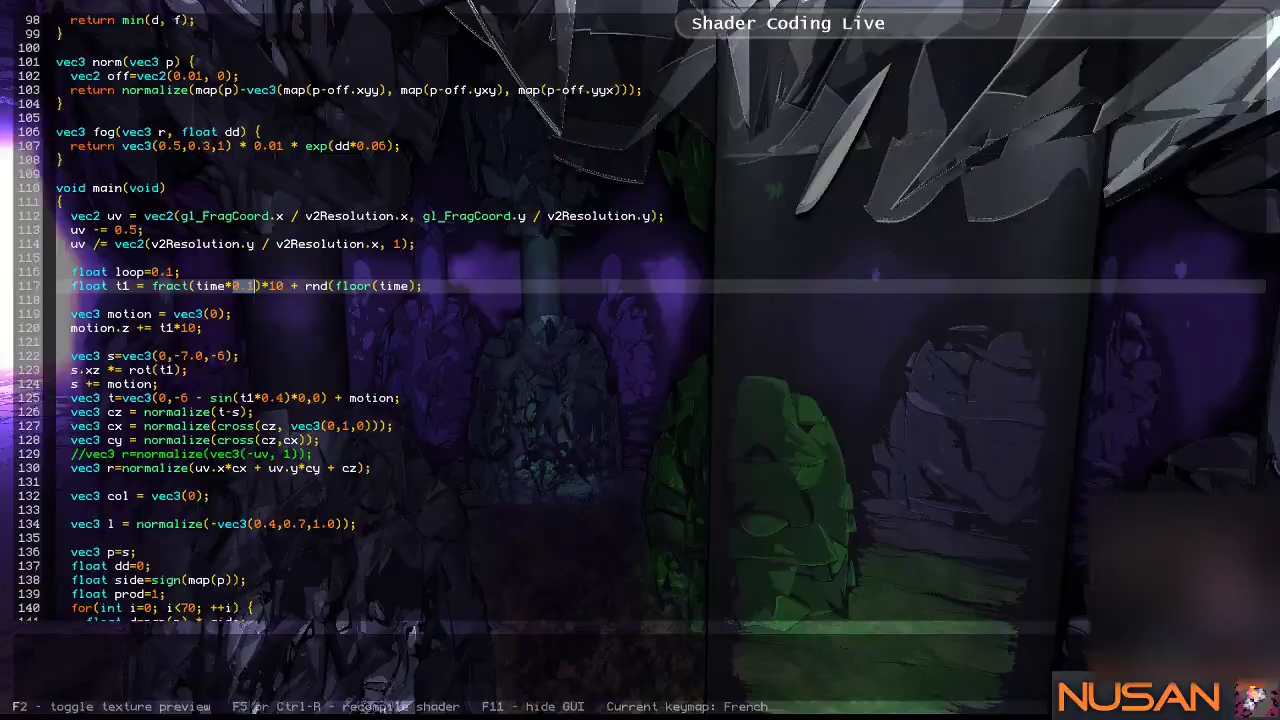 Shader Coding Live
98 return min(d, f);
99 }
100
101 vec3 norm(vec3 p) {
102 vec2 off=vec2(0.01, 0);
103 return normalize(map(p)-vec3(map(p-off.xyy), map(p-off.yxy), map(p-off.yyx)));
104 }
105
106 vec3 fog(vec3 r, float dd) {
107 return vec3(0.5,0.3,1) * 0.01 * exp(dd*0.06);
108 }
109
110 void main(void)
111 {
112 vec2 uv = vec2(gl_FragCoord.x / v2Resolution.x, gl_FragCoord.y / v2Resolution.y);
113 uv -= 0.5;
114 uv /= vec2(v2Resolution.y / v2Resolution.x, 1);
115
116 float loop=0.1;
117 float t1 = fract(time*0.1)*10 + rnd(floor(time);
118
119 vec3 motion = vec3(0);
120 motion.z += t1*10;
121
122 vec3 s=vec3(0,-7.0,-6);
123 s.xz *= rot(t1);
124 s += motion;
125 vec3 t=vec3(0,-6 - sin(t1*0.4)*0,0) + motion;
126 vec3 cz = normalize(t-s);
127 vec3 cx = normalize(cross(cz, vec3(0,1,0)));
128 vec3 cy = normalize(cross(cz,cx));
129 //vec3 r=normalize(vec3(-uv, 1));
130 vec3 r=normalize(uv.x*cx + uv.y*cy + cz);
131
132 vec3 col = vec3(0);
133
134 vec3 l = normalize(-vec3(0.4,0.7,1.0));
135
136 vec3 p=s;
137 float dd=0;
138 float side=sign(map(p));
139 float prod=1;
140 for(int i=0; i<70; ++i) {
F2 - toggle texture preview F5 or Ctrl-R - recompile shader F11 - hide GUI Current keymap: French
NUSAN